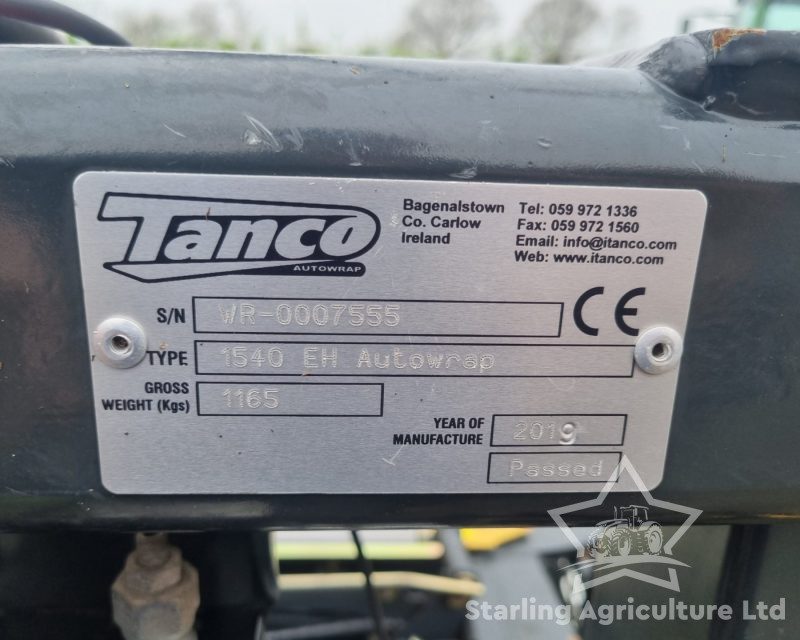 Tanco
AUTOWRAP
Bagenalstown
Co. Carlow
Ireland
Tel: 059 972 1336
Fax: 059 972 1560
Email: info@itanco.com
Web: www.itanco.com
S/N WR-0007555
CE
TYPE 1540 EH Autowrap
GROSS
WEIGHT (Kgs) 1165
YEAR OF
MANUFACTURE 2019
Passed
Starling Agriculture Ltd